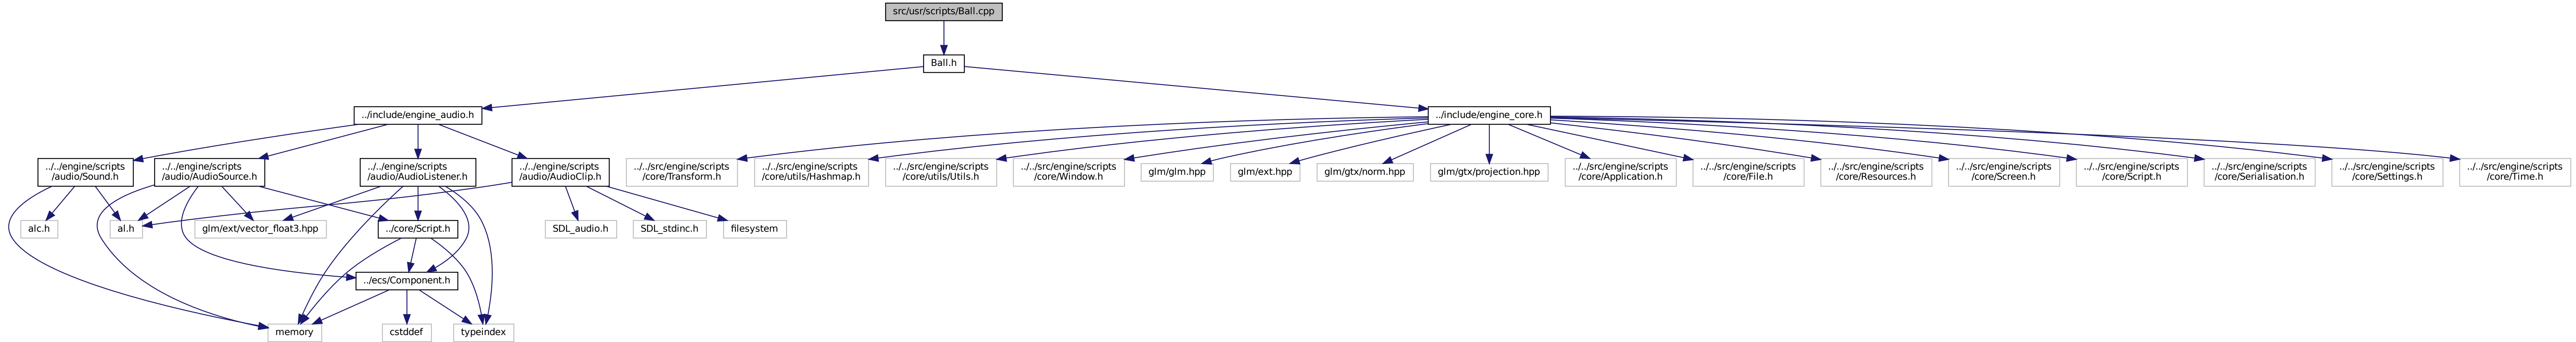 src/usr/scripts/Ball.cpp
Ball.h
../include/engine_audio.h
../include/engine_core.h
../../engine/scripts
/audio/Sound.h
../../engine/scripts
/audio/AudioSource.h
../../engine/scripts
/audio/AudioListener.h
../../engine/scripts
/audio/AudioClip.h
../../src/engine/scripts
/core/Transform.h
../../src/engine/scripts
/core/utils/Hashmap.h
../../src/engine/scripts
/core/utils/Utils.h
../../src/engine/scripts
/core/Window.h
glm/glm.hpp
glm/ext.hpp
glm/gtx/norm.hpp
glm/gtx/projection.hpp
../../src/engine/scripts
/core/Application.h
../../src/engine/scripts
/core/File.h
../../src/engine/scripts
/core/Resources.h
../../src/engine/scripts
/core/Screen.h
../../src/engine/scripts
/core/Script.h
../../src/engine/scripts
/core/Serialisation.h
../../src/engine/scripts
/core/Settings.h
../../src/engine/scripts
/core/Time.h
alc.h
al.h
glm/ext/vector_float3.hpp
../core/Script.h
SDL_audio.h
SDL_stdinc.h
filesystem
../ecs/Component.h
memory
cstddef
typeindex